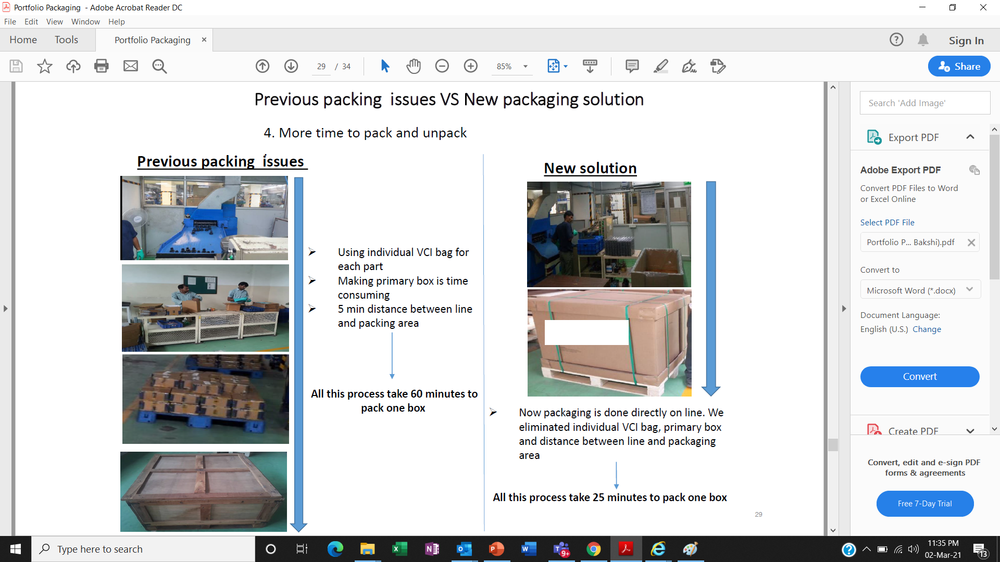 Portfolio Packaging - Adobe Acrobat Reader DC
File Edit View Window Help
Home Tools Portfolio Packaging × Sign In
29 / 34 85% Share
Previous packing issues VS New packaging solution
4. More time to pack and unpack
Previous packing issues
Using individual VCI bag for
each part
Making primary box is time
consuming
5 min distance between line
and packing area
All this process take 60 minutes to
pack one box
New solution
Now packaging is done directly on line. We
eliminated individual VCI bag, primary box
and distance between line and packaging
area
All this process take 25 minutes to pack one box
29
Search 'Add Image'
Export PDF
Adobe Export PDF
Convert PDF Files to Word
or Excel Online
Select PDF File
Portfolio P... Bakshi).pdf
Convert to
Microsoft Word (*.docx)
Document Language:
English (U.S.) Change
Convert
Create PDF
Convert, edit and e-sign PDF
forms & agreements
Free 7-Day Trial
Type here to search
9+
11:35 PM
02-Mar-21
13